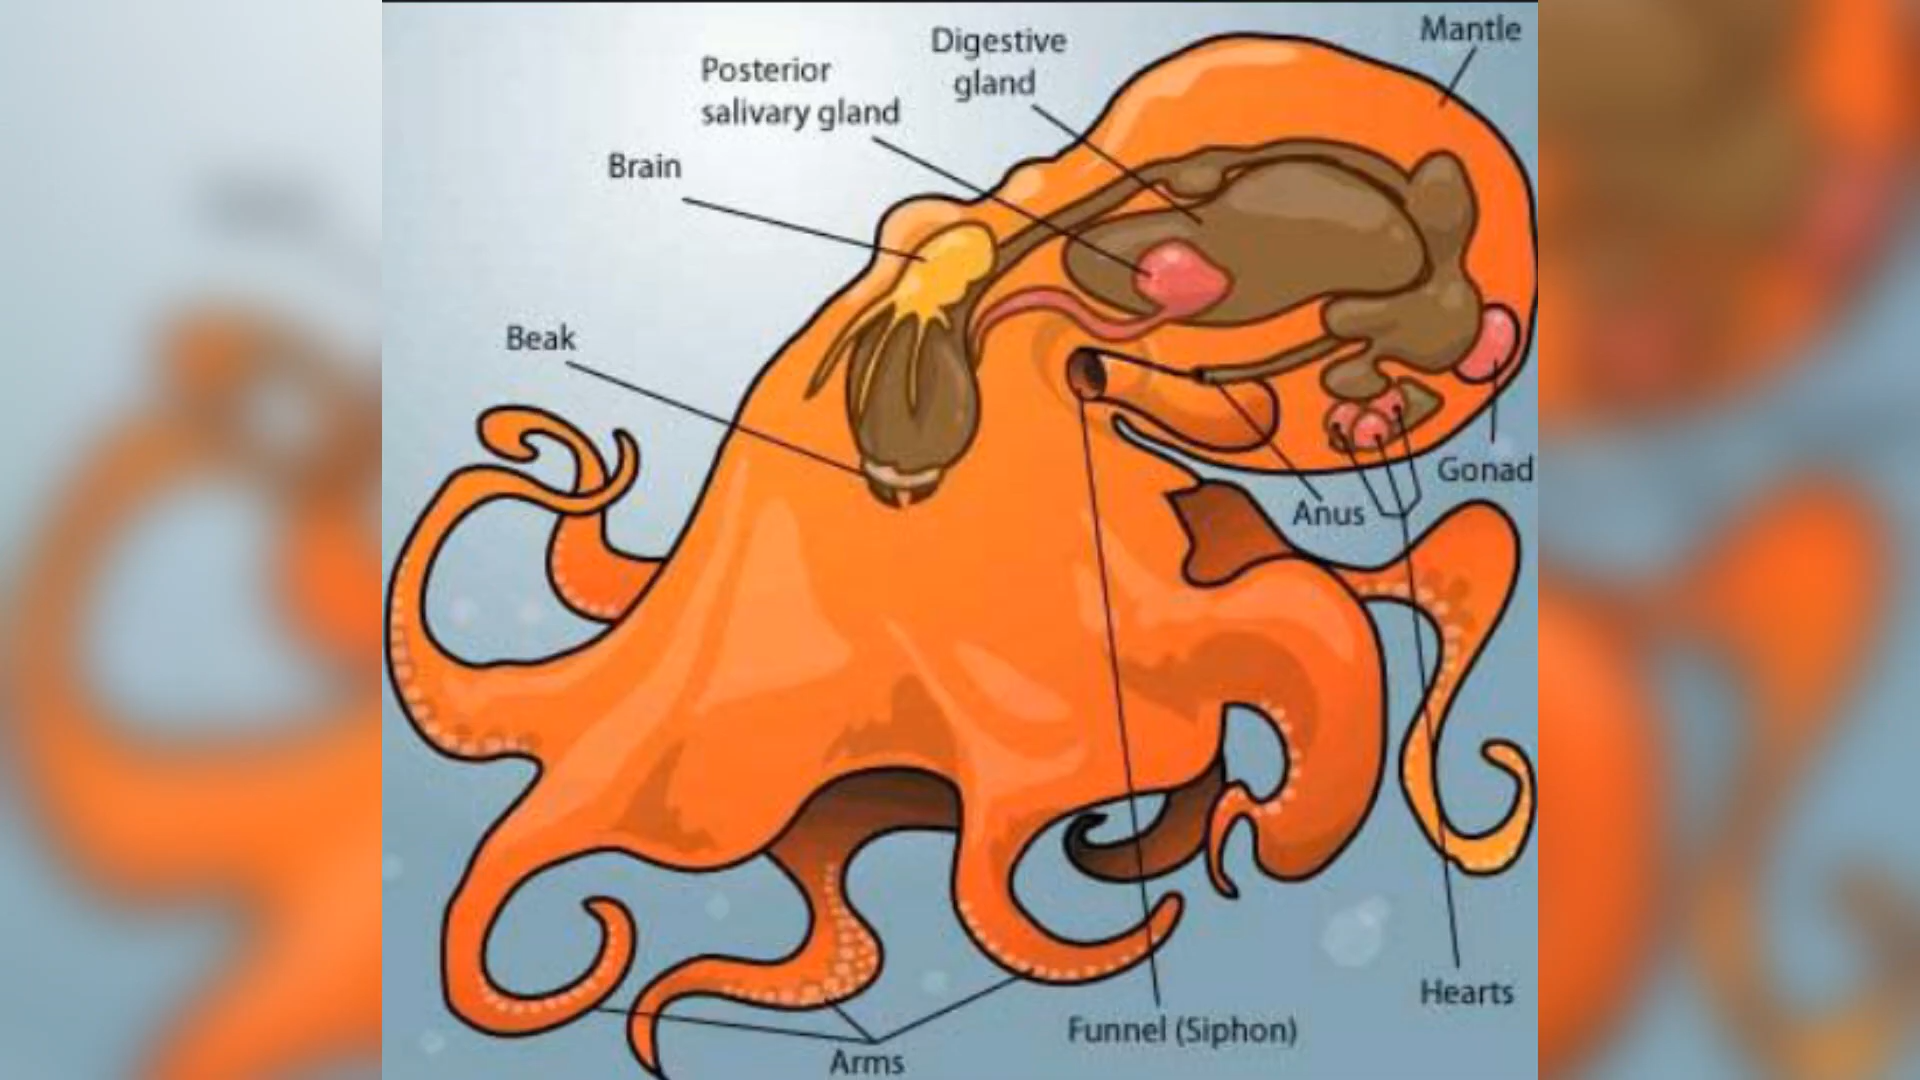 Mantle
Digestive
gland
Posterior
salivary gland
Brain
Beak
Gonad
Anus
Hearts
Funnel (Siphon)
Arms